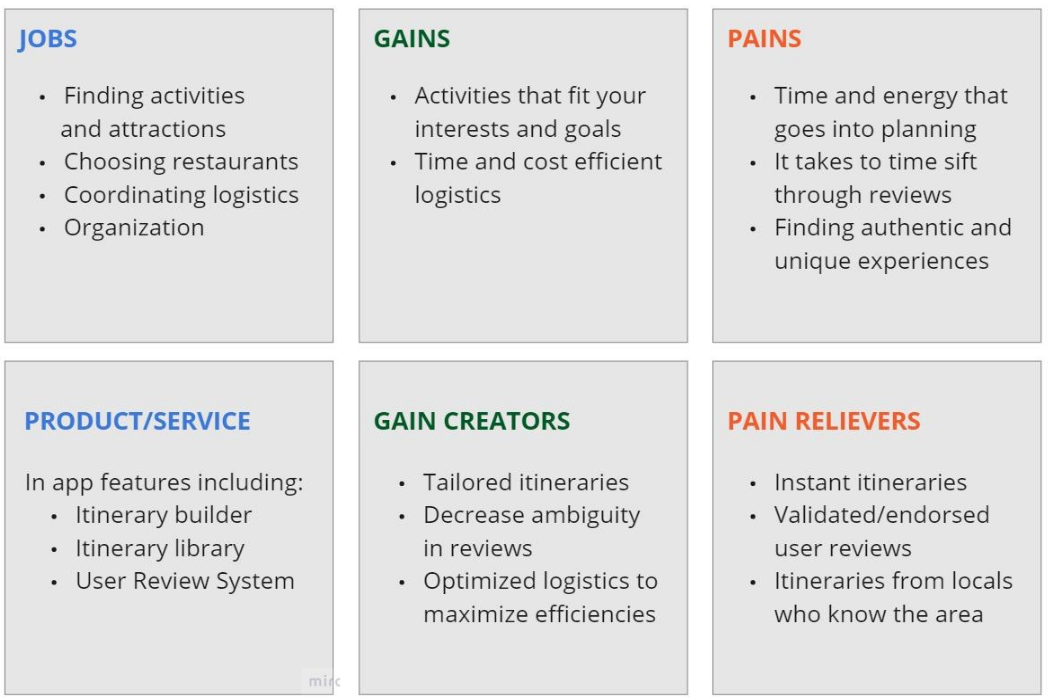 JOBS
• Finding activities
and attractions
• Choosing restaurants
• Coordinating logistics
• Organization
GAINS
• Activities that fit your
interests and goals
• Time and cost efficient
logistics
PAINS
• Time and energy that
goes into planning
• It takes to time sift
through reviews
• Finding authentic and
unique experiences
PRODUCT/SERVICE
In app features including:
• Itinerary builder
• Itinerary library
• User Review System
GAIN CREATORS
• Tailored itineraries
• Decrease ambiguity
in reviews
• Optimized logistics to
maximize efficiencies
PAIN RELIEVERS
• Instant itineraries
• Validated/endorsed
user reviews
• Itineraries from locals
who know the area